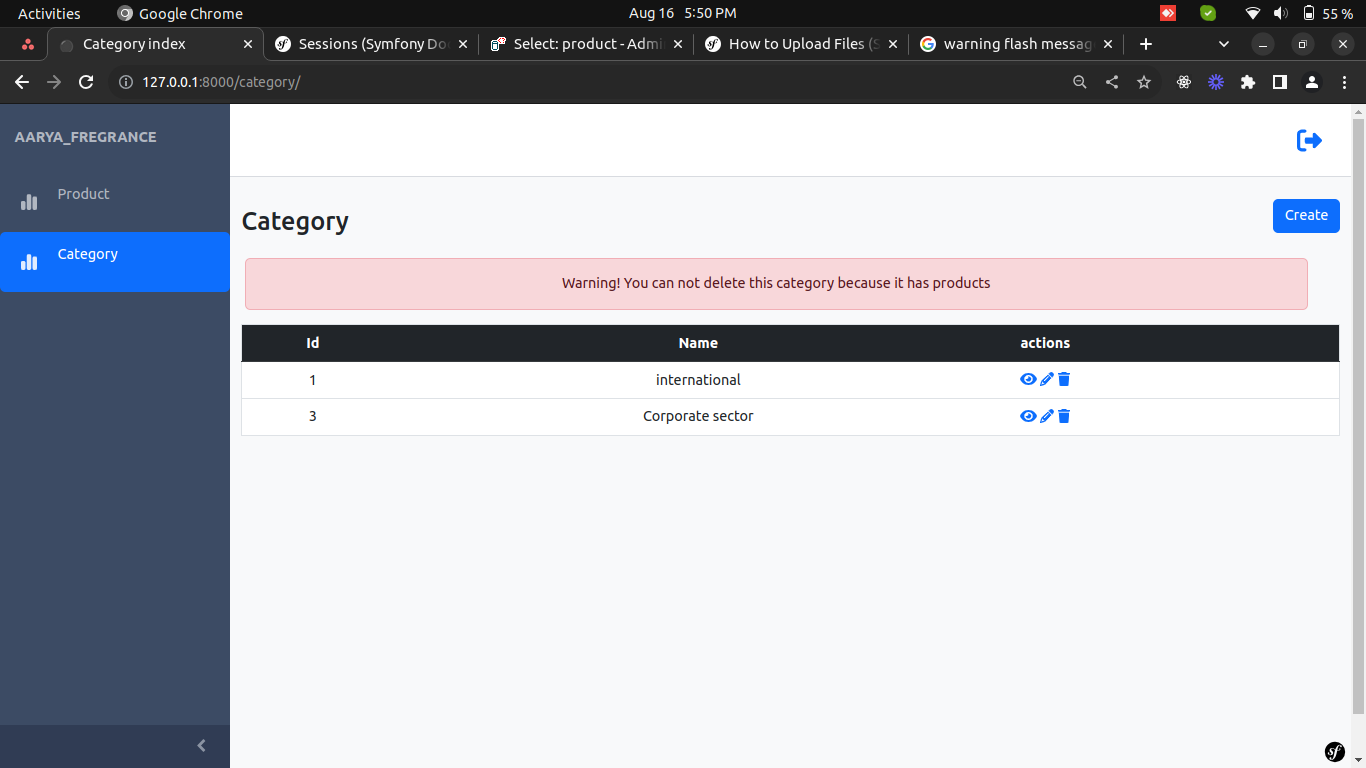 Activities Google Chrome Aug 16 5:50 PM 55 %
Category index Sessions (Symfony Do Select: product - Admi How to Upload Files (S warning flash messag
127.0.0.1:8000/category/
AARYA_FREGRANCE
Product
Category
Category
Create
Warning! You can not delete this category because it has products
Id Name actions
1 international
3 Corporate sector
sf